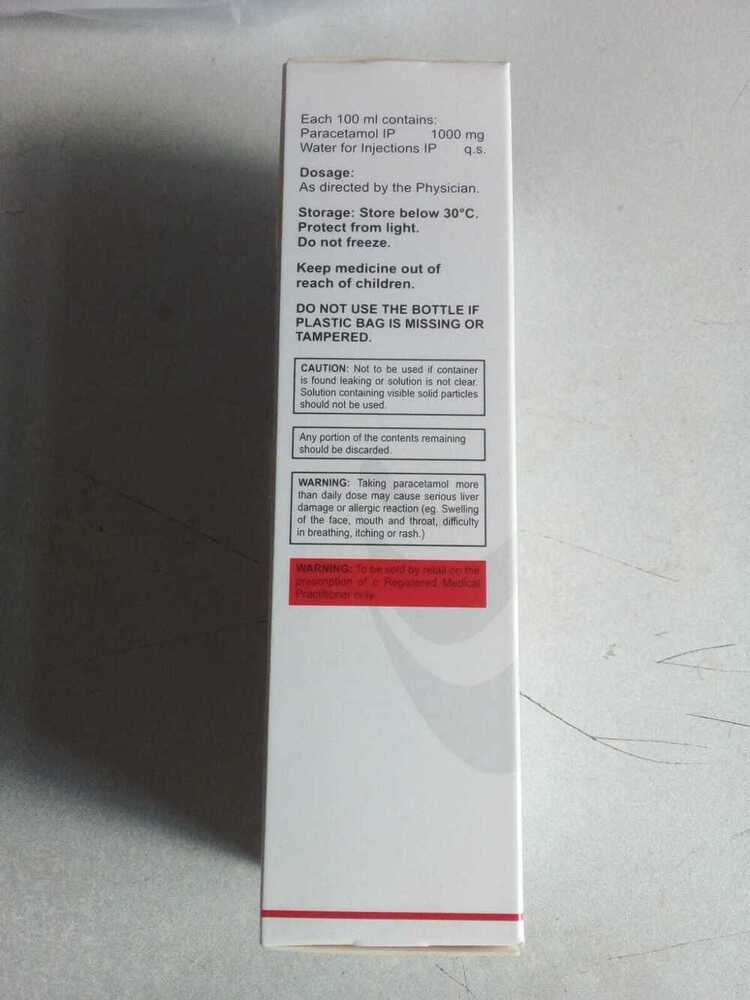 Each 100 ml contains:
Paracetamol IP 1000 mg
Water for Injections IP q.s.
Dosage:
As directed by the Physician.
Storage: Store below 30°C.
Protect from light.
Do not freeze.
Keep medicine out of
reach of children.
DO NOT USE THE BOTTLE IF
PLASTIC BAG IS MISSING OR
TAMPERED.
CAUTION: Not to be used if container
is found leaking or solution is not clear.
Solution containing visible solid particles
should not be used.
Any portion of the contents remaining
should be discarded.
WARNING: Taking paracetamol more
than daily dose may cause serious liver
damage or allergic reaction (eg. Swelling
of the face, mouth and throat, difficulty
in breathing, itching or rash.)
WARNING: To be sold by retail on the
prescription of a Registered Medical
Practitioner only.